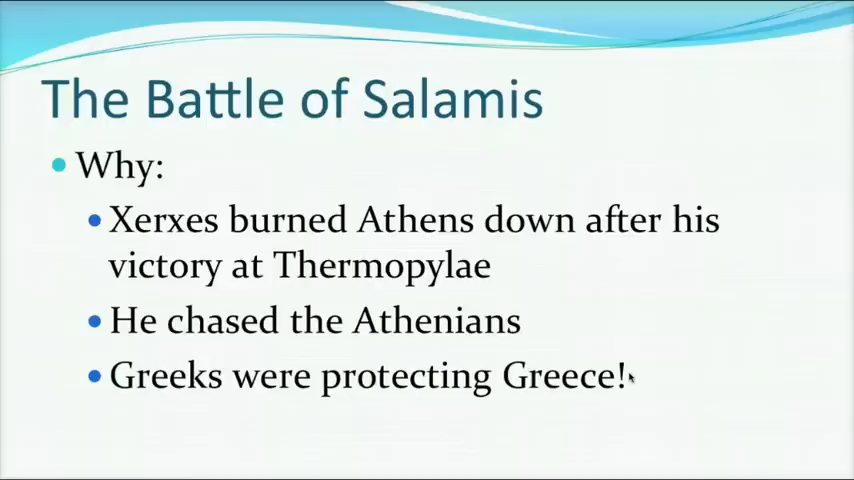 The Battle of Salamis
Why:
Xerxes burned Athens down after his
victory at Thermopylae
He chased the Athenians
Greeks were protecting Greece!